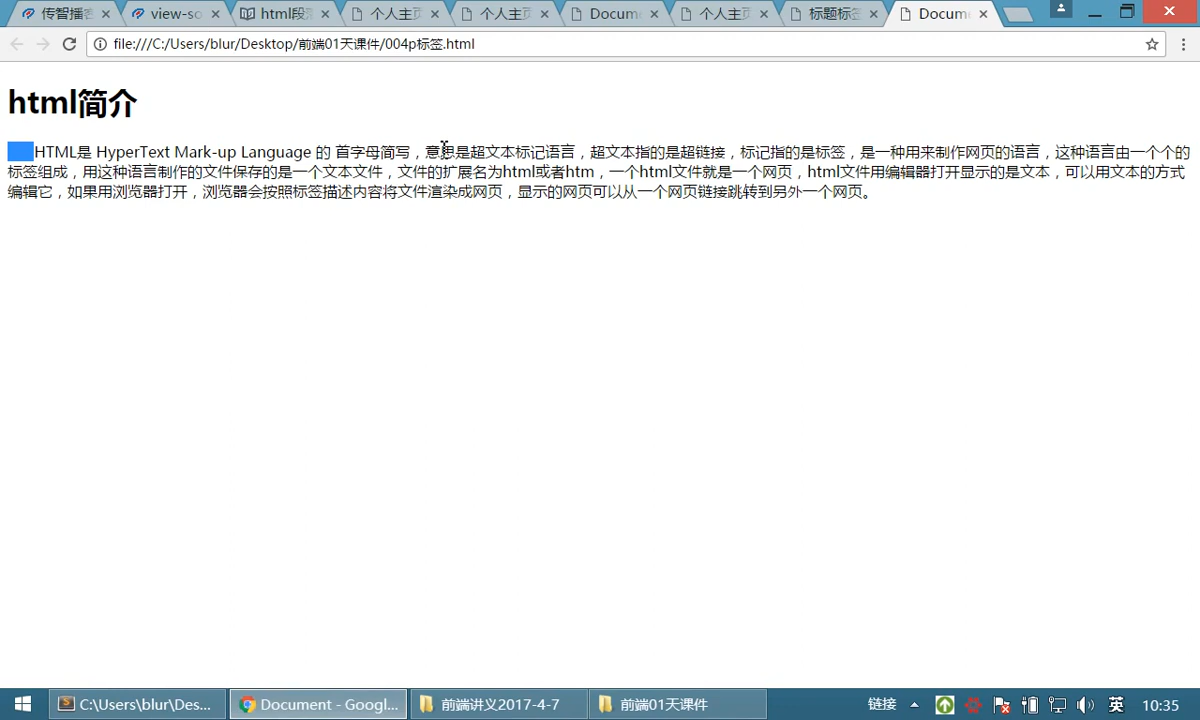 传智播客
view-so
html段落
个人主页
个人主页
Docum
个人主页
标题标签
Docum
file:///C:/Users/blur/Desktop/前端01天课件/004p标签.html
html简介
HTML是 HyperText Mark-up Language 的 首字母简写，意思是超文本标记语言，超文本指的是超链接，标记指的是标签，是一种用来制作网页的语言，这种语言由一个个的
标签组成，用这种语言制作的文件保存的是一个文本文件，文件的扩展名为html或者htm，一个html文件就是一个网页，html文件用编辑器打开显示的是文本，可以用文本的方式
编辑它，如果用浏览器打开，浏览器会按照标签描述内容将文件渲染成网页，显示的网页可以从一个网页链接跳转到另外一个网页。
C:\Users\blur\Des...
Document - Googl...
前端讲义2017-4-7
前端01天课件
链接
英
10:35